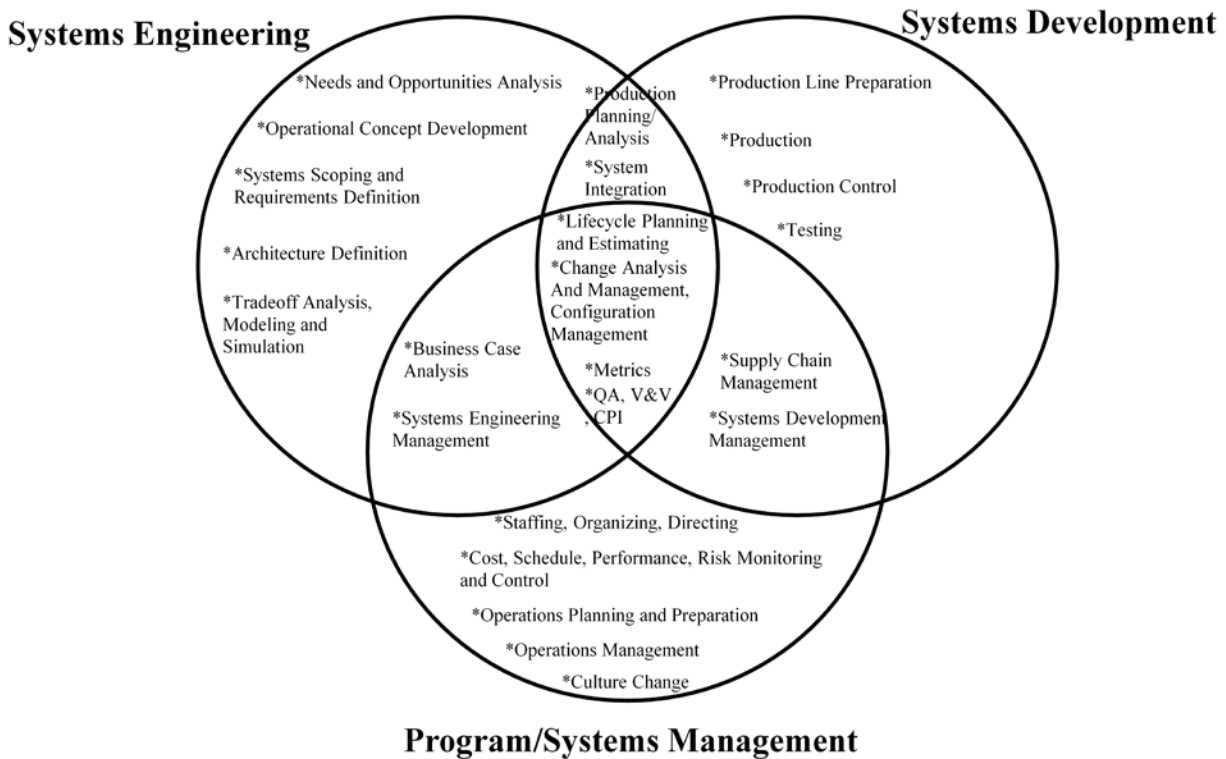 Systems Engineering
Systems Development
*Needs and Opportunities Analysis
*Operational Concept Development
*Systems Scoping and
Requirements Definition
*Architecture Definition
*Tradeoff Analysis,
Modeling and
Simulation
*Production
Planning/
Analysis
*System
Integration
*Production Line Preparation
*Production
*Production Control
*Testing
*Lifecycle Planning
and Estimating
*Change Analysis
And Management,
Configuration
Management
*Metrics
*QA, V&V
, CPI
*Business Case
Analysis
*Systems Engineering
Management
*Supply Chain
Management
*Systems Development
Management
*Staffing, Organizing, Directing
*Cost, Schedule, Performance, Risk Monitoring
and Control
*Operations Planning and Preparation
*Operations Management
*Culture Change
Program/Systems Management